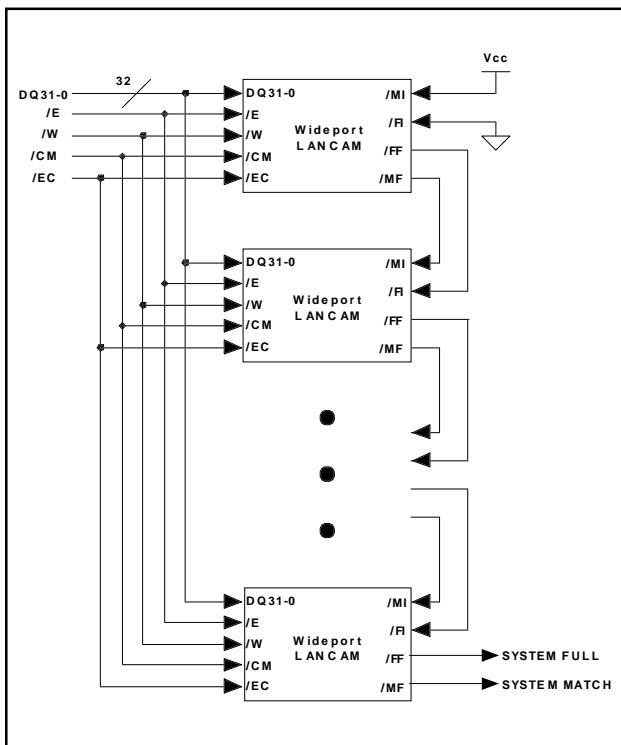 32
Vcc
DQ31-0
/E
/W
/CM
/EC
DQ31-0
/E
/W
/CM
/EC
Wideport
LANCAM
/MI
/FI
/FF
/MF
DQ31-0
/E
/W
/CM
/EC
Wideport
LANCAM
/MI
/FI
/FF
/MF
DQ31-0
/E
/W
/CM
/EC
Wideport
LANCAM
/MI
/FI
/FF
/MF
SYSTEM FULL
SYSTEM MATCH